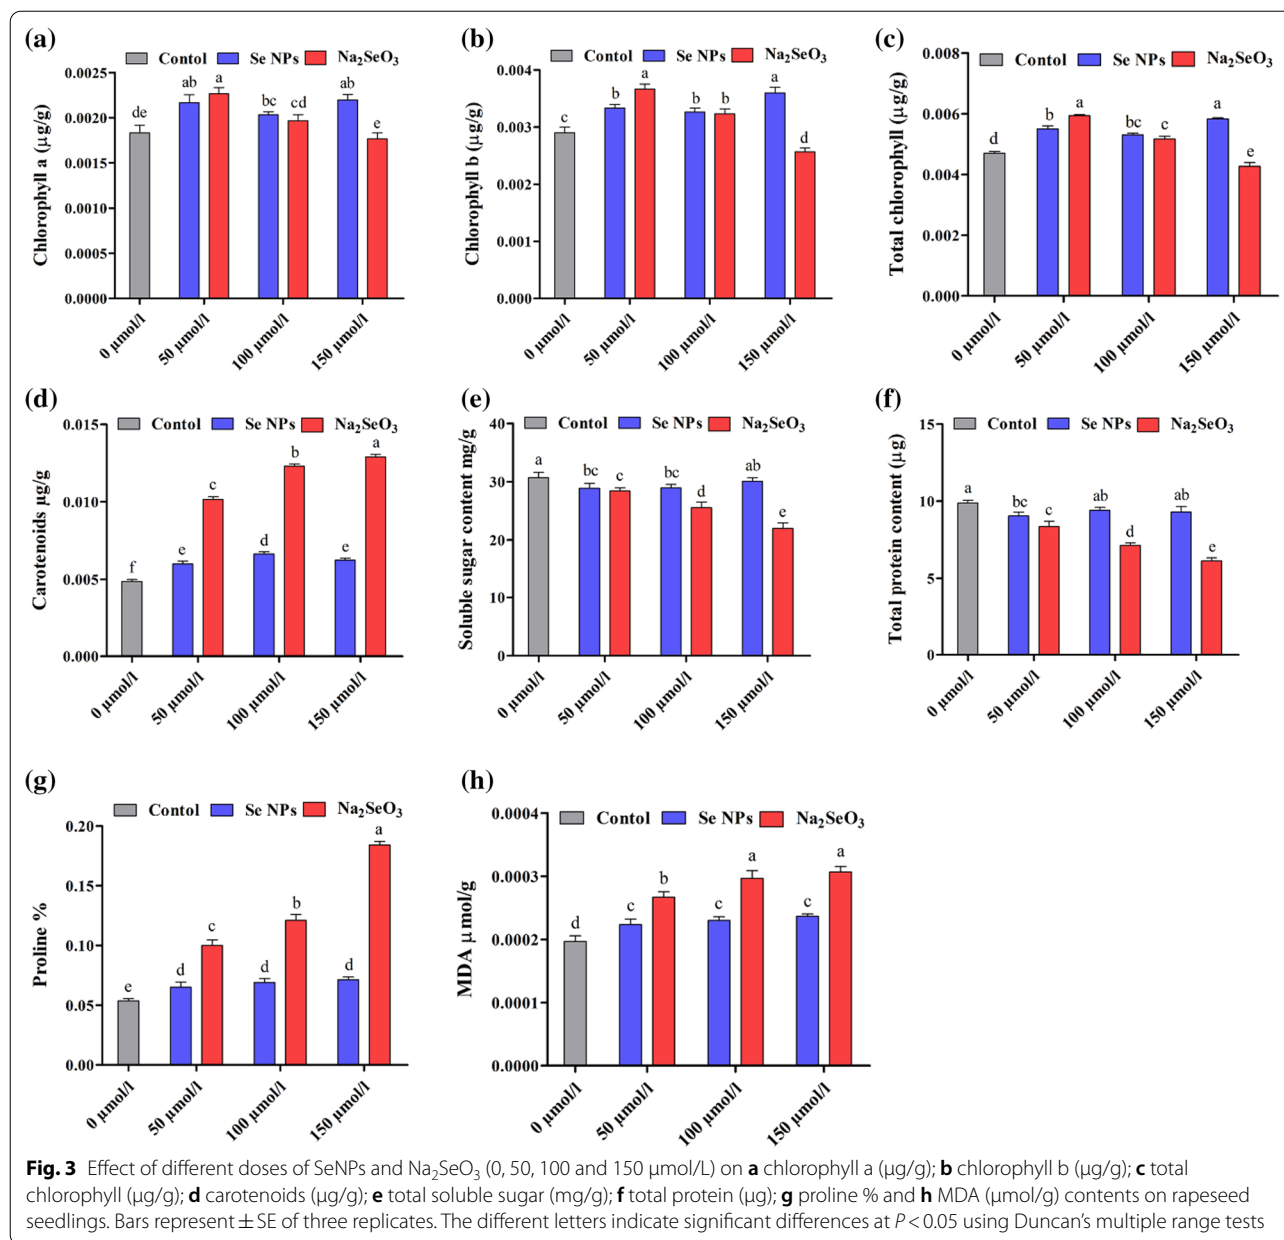 (a)
Contol Se NPs Na₂SeO₃
Chlorophyll a (µg/g)
0.0025
0.0020
0.0015
0.0010
0.0005
0.0000
de ab a bc cd ab e
0 µmol/l 50 µmol/l 100 µmol/l 150 µmol/l
(b)
Contol Se NPs Na₂SeO₃
Chlorophyll b (µg/g)
0.004
0.003
0.002
0.001
0.000
c b a b b a d
0 µmol/l 50 µmol/l 100 µmol/l 150 µmol/l
(c)
Contol Se NPs Na₂SeO₃
Total chlorophyll (µg/g)
0.008
0.006
0.004
0.002
0.000
d b a bc c a e
0 µmol/l 50 µmol/l 100 µmol/l 150 µmol/l
(d)
Contol Se NPs Na₂SeO₃
Carotenoids µg/g
0.015
0.010
0.005
0.000
f e c d b e a
0 µmol/l 50 µmol/l 100 µmol/l 150 µmol/l
(e)
Contol Se NPs Na₂SeO₃
Soluble sugar content mg/g
40
30
20
10
0
a bc c bc d ab e
0 µmol/l 50 µmol/l 100 µmol/l 150 µmol/l
(f)
Contol Se NPs Na₂SeO₃
Total protein content (µg)
15
10
5
0
a bc c ab d ab e
0 µmol/l 50 µmol/l 100 µmol/l 150 µmol/l
(g)
Contol Se NPs Na₂SeO₃
Proline %
0.20
0.15
0.10
0.05
0.00
e d c d b d a
0 µmol/l 50 µmol/l 100 µmol/l 150 µmol/l
(h)
Contol Se NPs Na₂SeO₃
MDA µmol/g
0.0004
0.0003
0.0002
0.0001
0.0000
d c b c a c a
0 µmol/l 50 µmol/l 100 µmol/l 150 µmol/l
Fig. 3 Effect of different doses of SeNPs and Na₂SeO₃ (0, 50, 100 and 150 µmol/L) on a chlorophyll a (µg/g); b chlorophyll b (µg/g); c total
chlorophyll (µg/g); d carotenoids (µg/g); e total soluble sugar (mg/g); f total protein (µg); g proline % and h MDA (µmol/g) contents on rapeseed
seedlings. Bars represent ± SE of three replicates. The different letters indicate significant differences at P < 0.05 using Duncan's multiple range tests